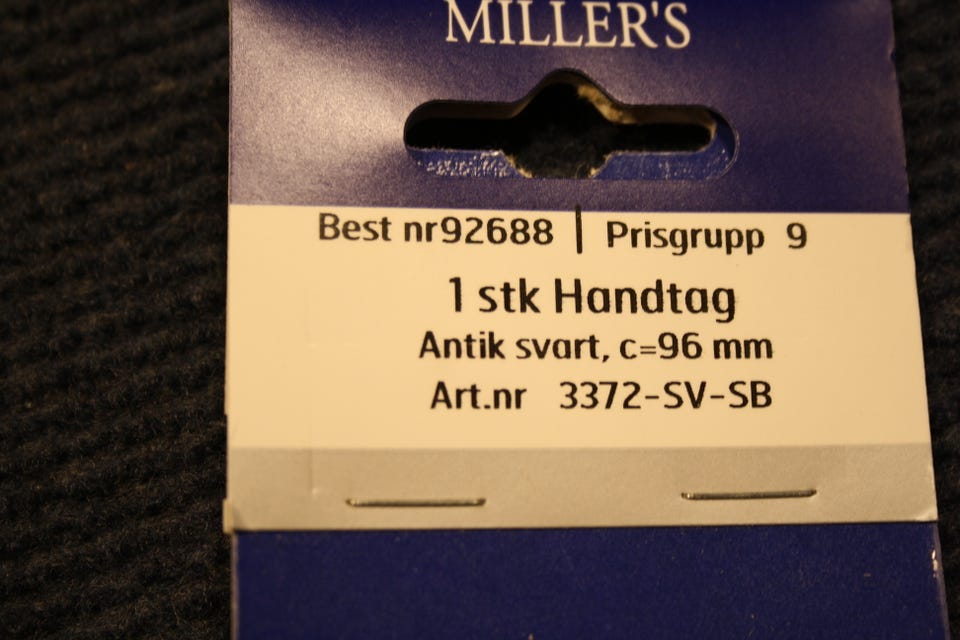 MILLER'S
Best nr92688 | Prisgrupp 9
1 stk Handtag
Antik svart, c=96 mm
Art.nr 3372-SV-SB